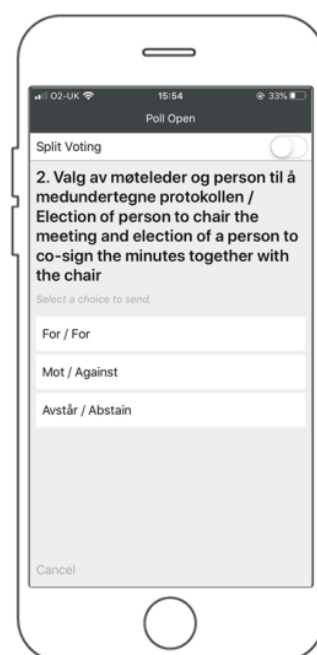 O2-UK 15:54 33%
Poll Open
Split Voting
2. Valg av møteleder og person til å
medundertegne protokollen /
Election of person to chair the
meeting and election of a person to
co-sign the minutes together with
the chair
Select a choice to send.
For / For
Mot / Against
Avstår / Abstain
Cancel